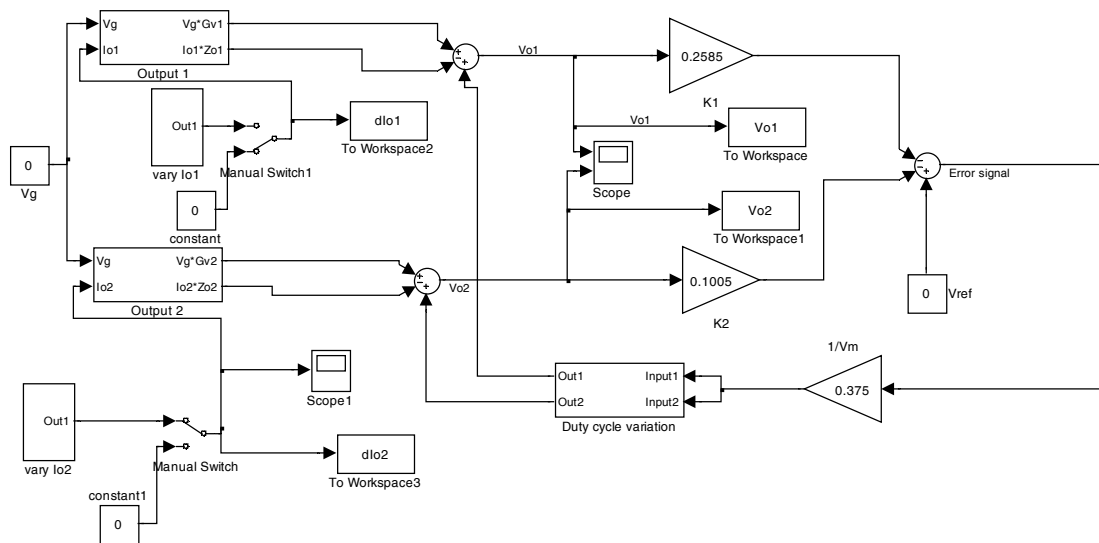 Vg
Io1
Vg*Gv1
Io1*Zo1
Output 1
Out1
vary Io1
Manual Switch1
dIo1
To Workspace2
0
Vg
0
constant
Vo1
0.2585
K1
Vo1
Vo1
To Workspace
Scope
Vo2
To Workspace1
Error signal
0
Vref
Vg
Io2
Vg*Gv2
Io2*Zo2
Output 2
Vo2
0.1005
K2
1/Vm
0.375
Out1
Out2
Input1
Input2
Duty cycle variation
Scope1
Out1
vary Io2
Manual Switch
dIo2
To Workspace3
constant1
0